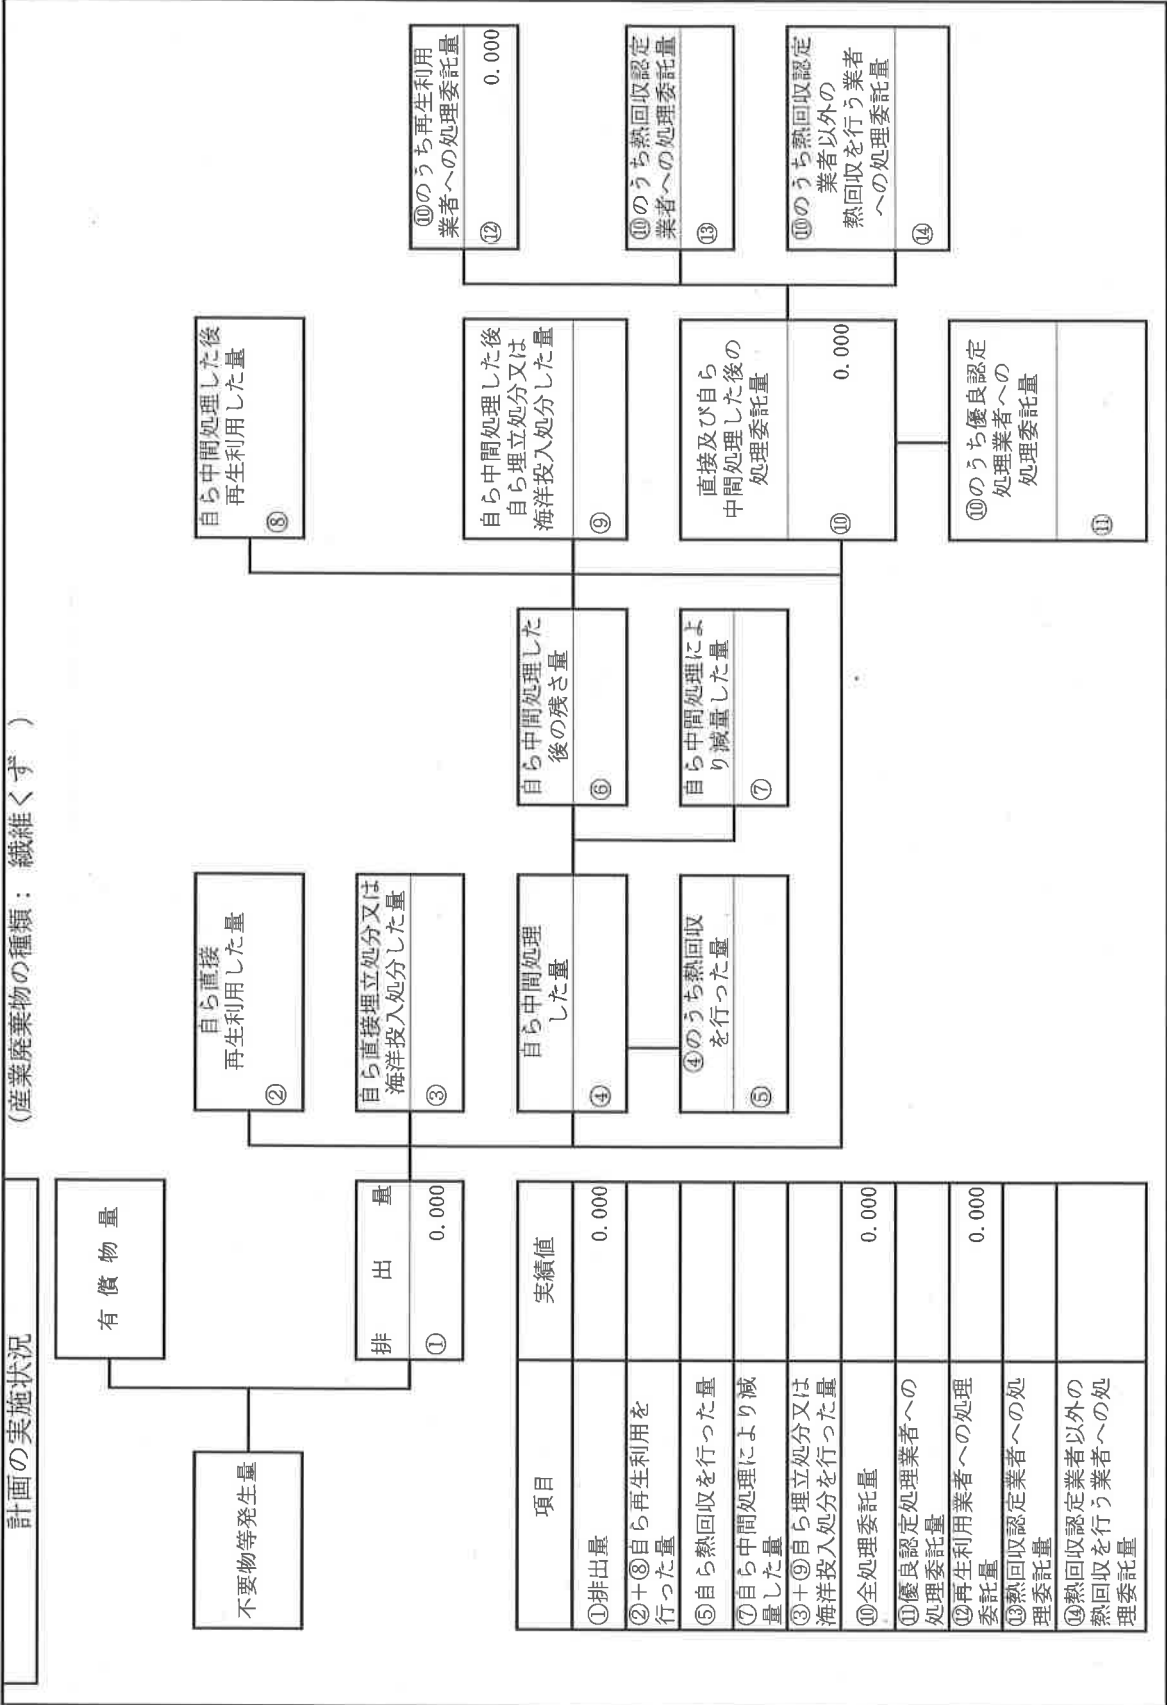 計画の実施状況
(産業廃棄物の種類： 繊維くず )
不要物等発生量
有償物量
排出量
① 0.000
自ら直接
再生利用した量
②
自ら直接埋立処分又は
海洋投入処分した量
③
自ら中間処理
した量
④
④のうち熱回収
を行った量
⑤
自ら中間処理した
後の残さ量
⑥
自ら中間処理によ
り減量した量
⑦
自ら中間処理した後
再生利用した量
⑧
自ら中間処理した後
自ら埋立処分又は
海洋投入処分した量
⑨
直接及び自ら
中間処理した後の
処理委託量
⑩ 0.000
⑩のうち優良認定
処理業者への
処理委託量
⑪
⑩のうち再生利用
業者への処理委託量
⑫ 0.000
⑩のうち熱回収認定
業者への処理委託量
⑬
⑩のうち熱回収認定
業者以外の
熱回収を行う業者
への処理委託量
⑭
項目 実績値
①排出量 0.000
②＋⑧自ら再生利用を
行った量
⑤自ら熱回収を行った量
⑦自ら中間処理により減
量した量
③＋⑨自ら埋立処分又は
海洋投入処分を行った量
⑩全処理委託量 0.000
⑪優良認定処理業者への
処理委託量
⑫再生利用業者への処理
委託量 0.000
⑬熱回収認定業者への処
理委託量
⑭熱回収認定業者以外の
熱回収を行う業者への処
理委託量